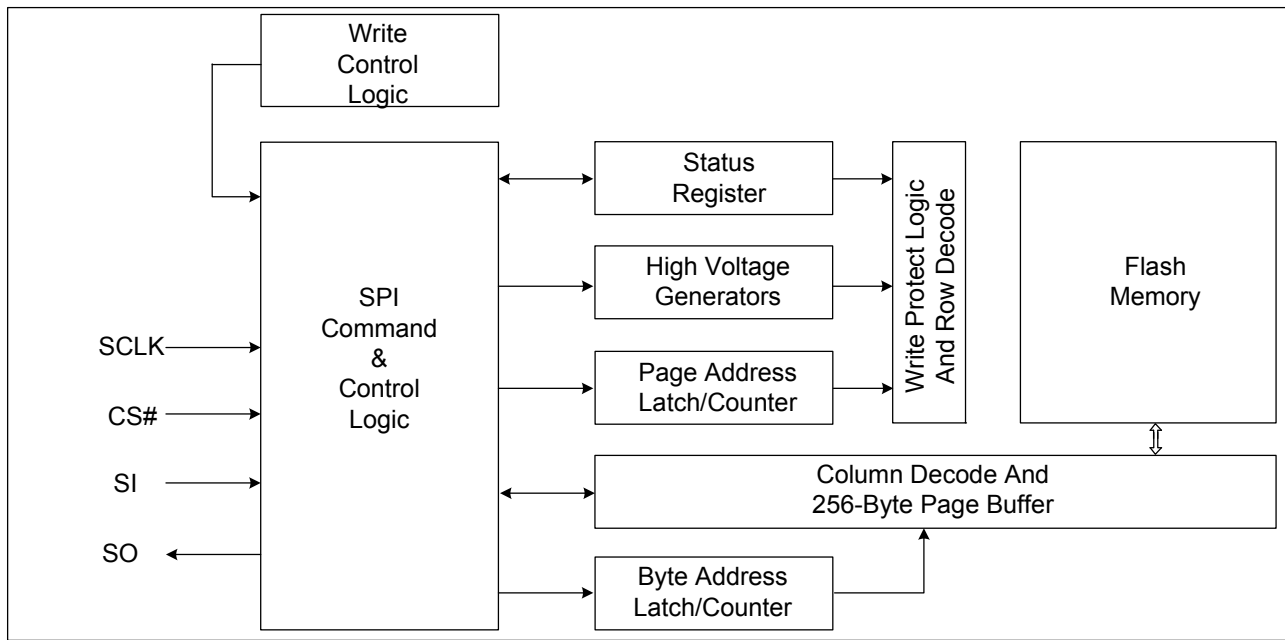 Write
Control
Logic
SPI
Command
&
Control
Logic
SCLK
CS#
SI
SO
Status
Register
High Voltage
Generators
Page Address
Latch/Counter
Write Protect Logic
And Row Decode
Flash
Memory
Column Decode And
256-Byte Page Buffer
Byte Address
Latch/Counter